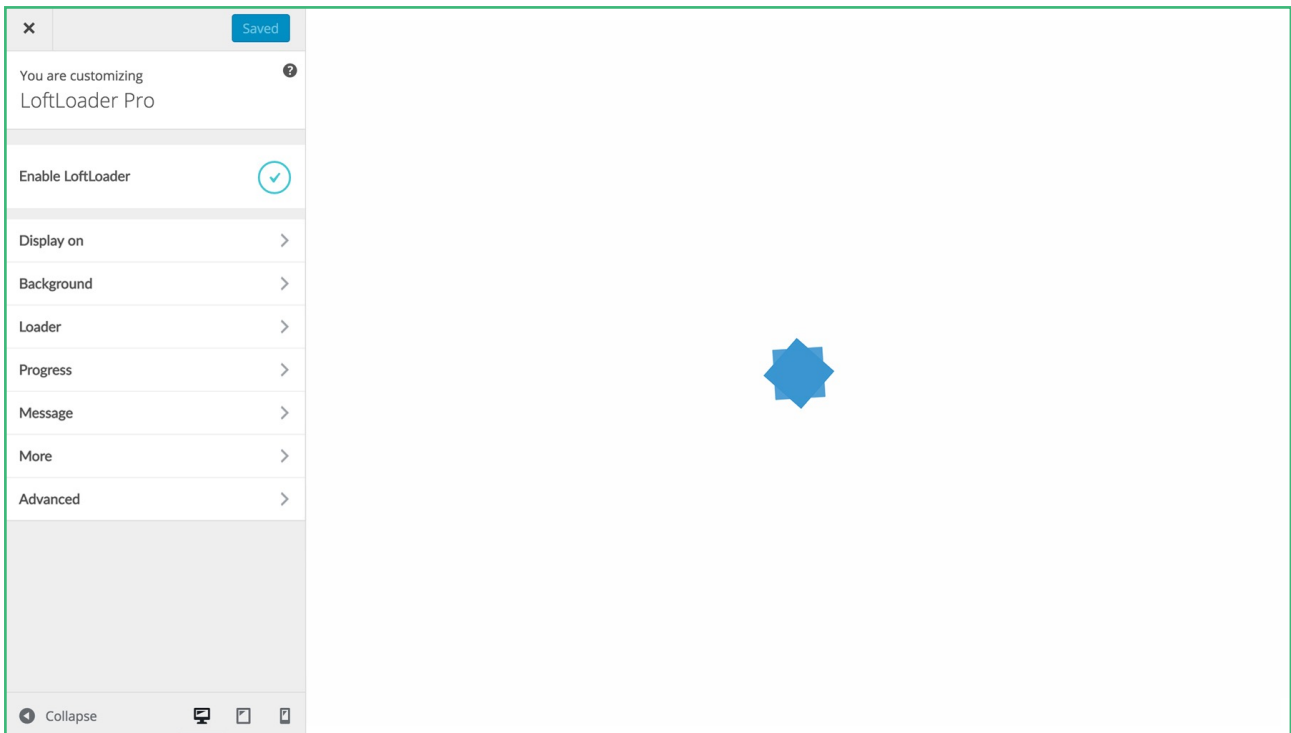 Saved
You are customizing
LoftLoader Pro
Enable LoftLoader
Display on
Background
Loader
Progress
Message
More
Advanced
Collapse